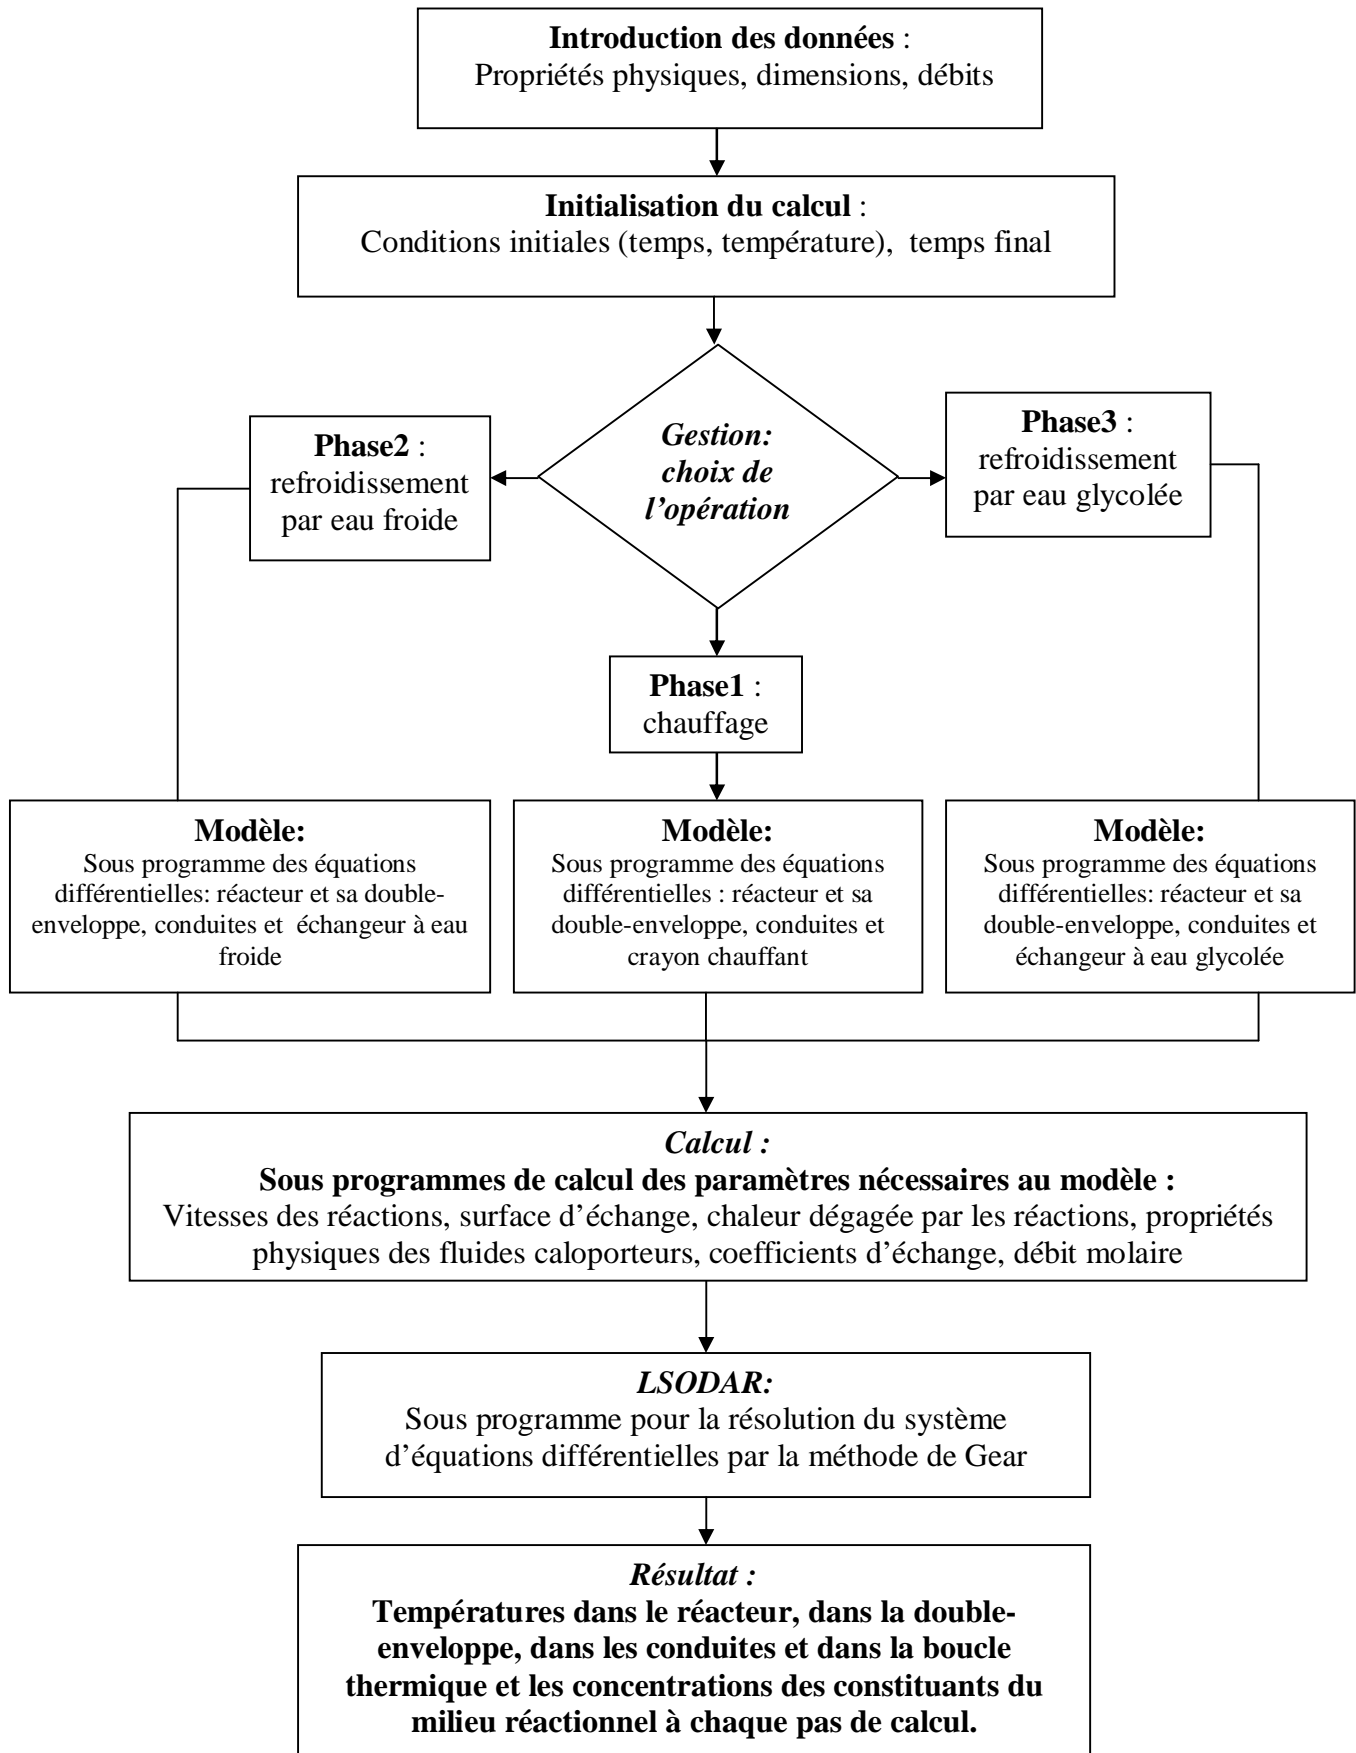 Introduction des données :
Propriétés physiques, dimensions, débits
Initialisation du calcul :
Conditions initiales (temps, température), temps final
Gestion:
choix de
l’opération
Phase2 :
refroidissement
par eau froide
Phase3 :
refroidissement
par eau glycolée
Phase1 :
chauffage
Modèle:
Sous programme des équations
différentielles: réacteur et sa double-
enveloppe, conduites et échangeur à eau
froide
Modèle:
Sous programme des équations
différentielles : réacteur et sa
double-enveloppe, conduites et
crayon chauffant
Modèle:
Sous programme des équations
différentielles: réacteur et sa
double-enveloppe, conduites et
échangeur à eau glycolée
Calcul :
Sous programmes de calcul des paramètres nécessaires au modèle :
Vitesses des réactions, surface d’échange, chaleur dégagée par les réactions, propriétés
physiques des fluides caloporteurs, coefficients d’échange, débit molaire
LSODAR:
Sous programme pour la résolution du système
d’équations différentielles par la méthode de Gear
Résultat :
Températures dans le réacteur, dans la double-
enveloppe, dans les conduites et dans la boucle
thermique et les concentrations des constituants du
milieu réactionnel à chaque pas de calcul.